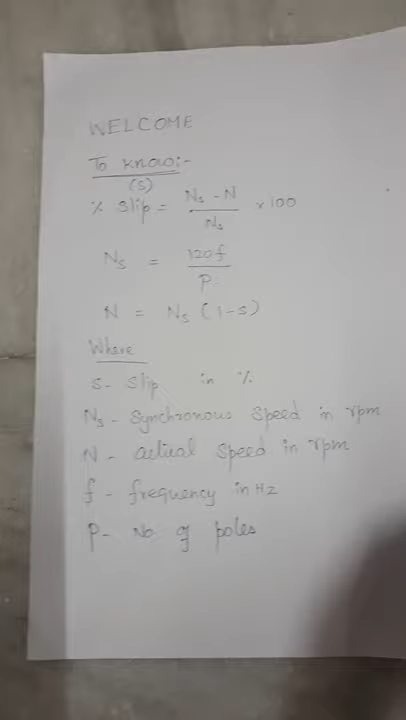 WELCOME
To know:-
(s)
% Slip = Ns - N / Ns × 100
Ns = 120f / P
N = Ns (1-s)
Where
s - Slip in %
Ns - Synchronous Speed in rpm
N - actual Speed in rpm
f - frequency in Hz
P - No. of poles